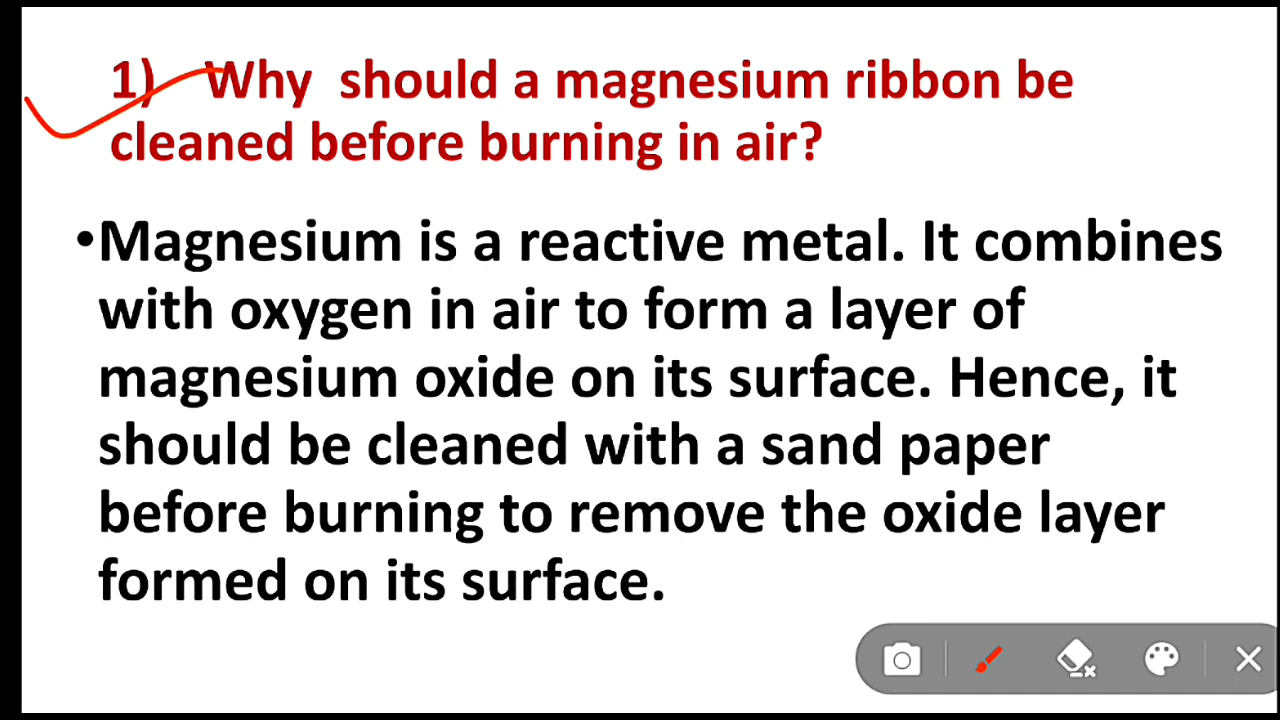 1) Why should a magnesium ribbon be
cleaned before burning in air?
•Magnesium is a reactive metal. It combines
with oxygen in air to form a layer of
magnesium oxide on its surface. Hence, it
should be cleaned with a sand paper
before burning to remove the oxide layer
formed on its surface.